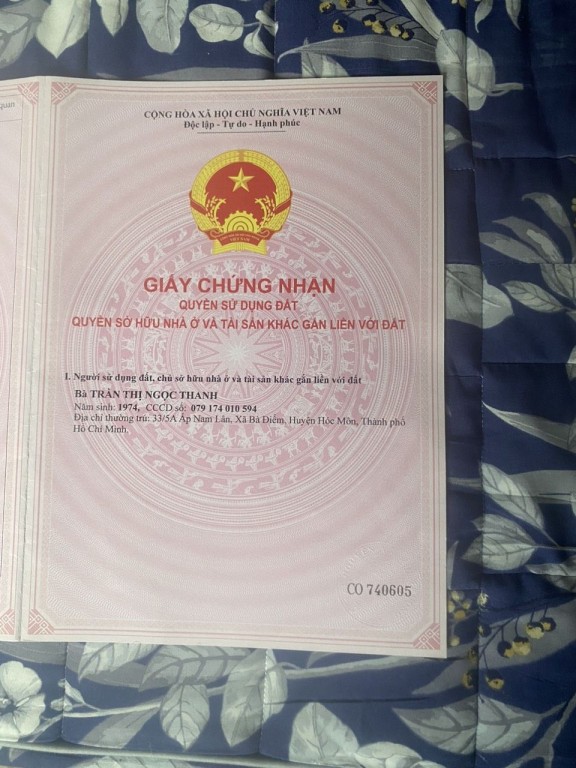 quan
CỘNG HÒA XÃ HỘI CHỦ NGHĨA VIỆT NAM
Độc lập - Tự do - Hạnh phúc
VIỆT NAM
GIẤY CHỨNG NHẬN
QUYỀN SỬ DỤNG ĐẤT
QUYỀN SỞ HỮU NHÀ Ở VÀ TÀI SẢN KHÁC GẮN LIỀN VỚI ĐẤT
I. Người sử dụng đất, chủ sở hữu nhà ở và tài sản khác gắn liền với đất
Bà TRẦN THỊ NGỌC THANH
Năm sinh: 1974, CCCD số: 079 174 010 594
Địa chỉ thường trú: 33/5A Ấp Nam Lân, Xã Bà Điểm, Huyện Hóc Môn, Thành phố
Hồ Chí Minh.
CO 740605